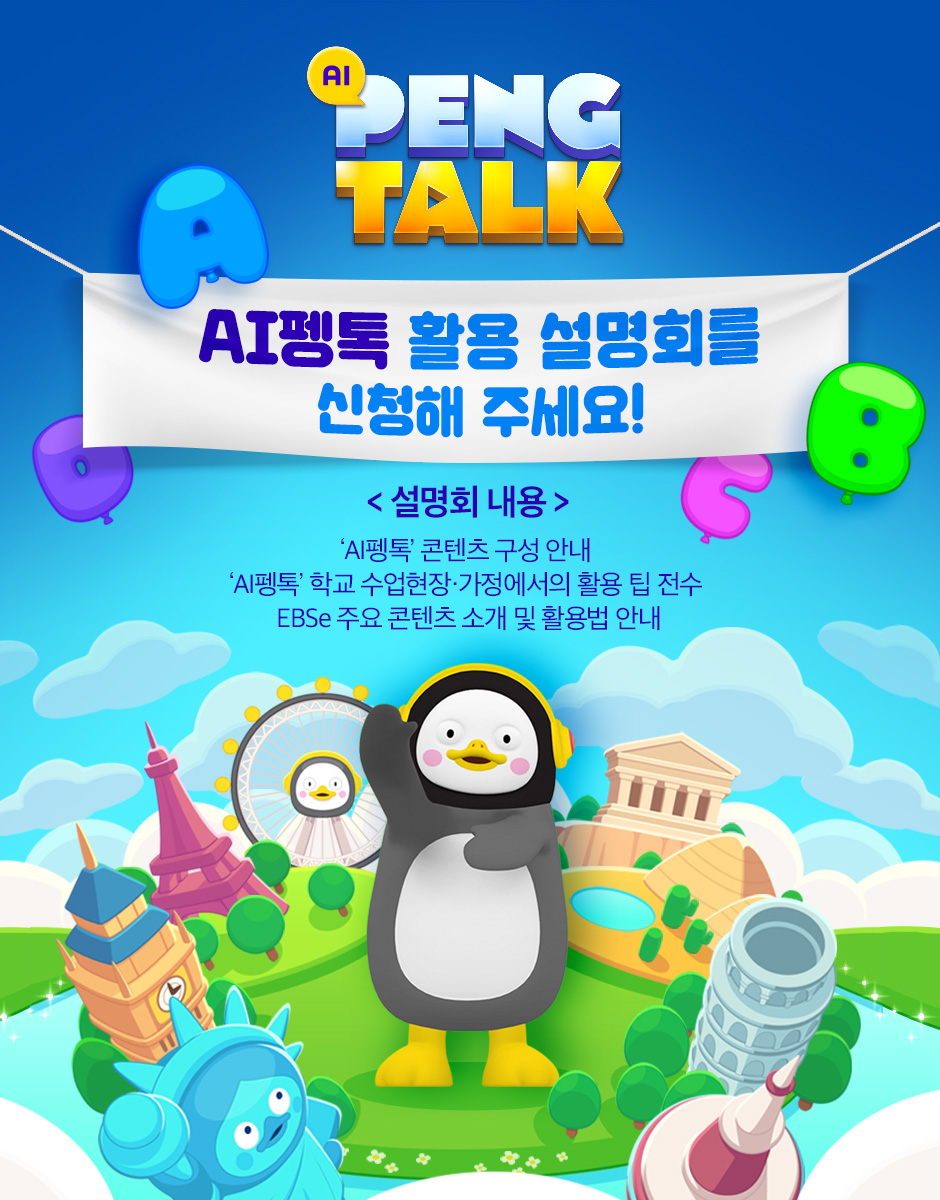 AI
PENG
TALK
A
AI펭톡 활용 설명회를
신청해 주세요!
B
D
C
< 설명회 내용 >
‘AI펭톡’ 콘텐츠 구성 안내
‘AI펭톡’ 학교 수업현장·가정에서의 활용 팁 전수
EBSe 주요 콘텐츠 소개 및 활용법 안내